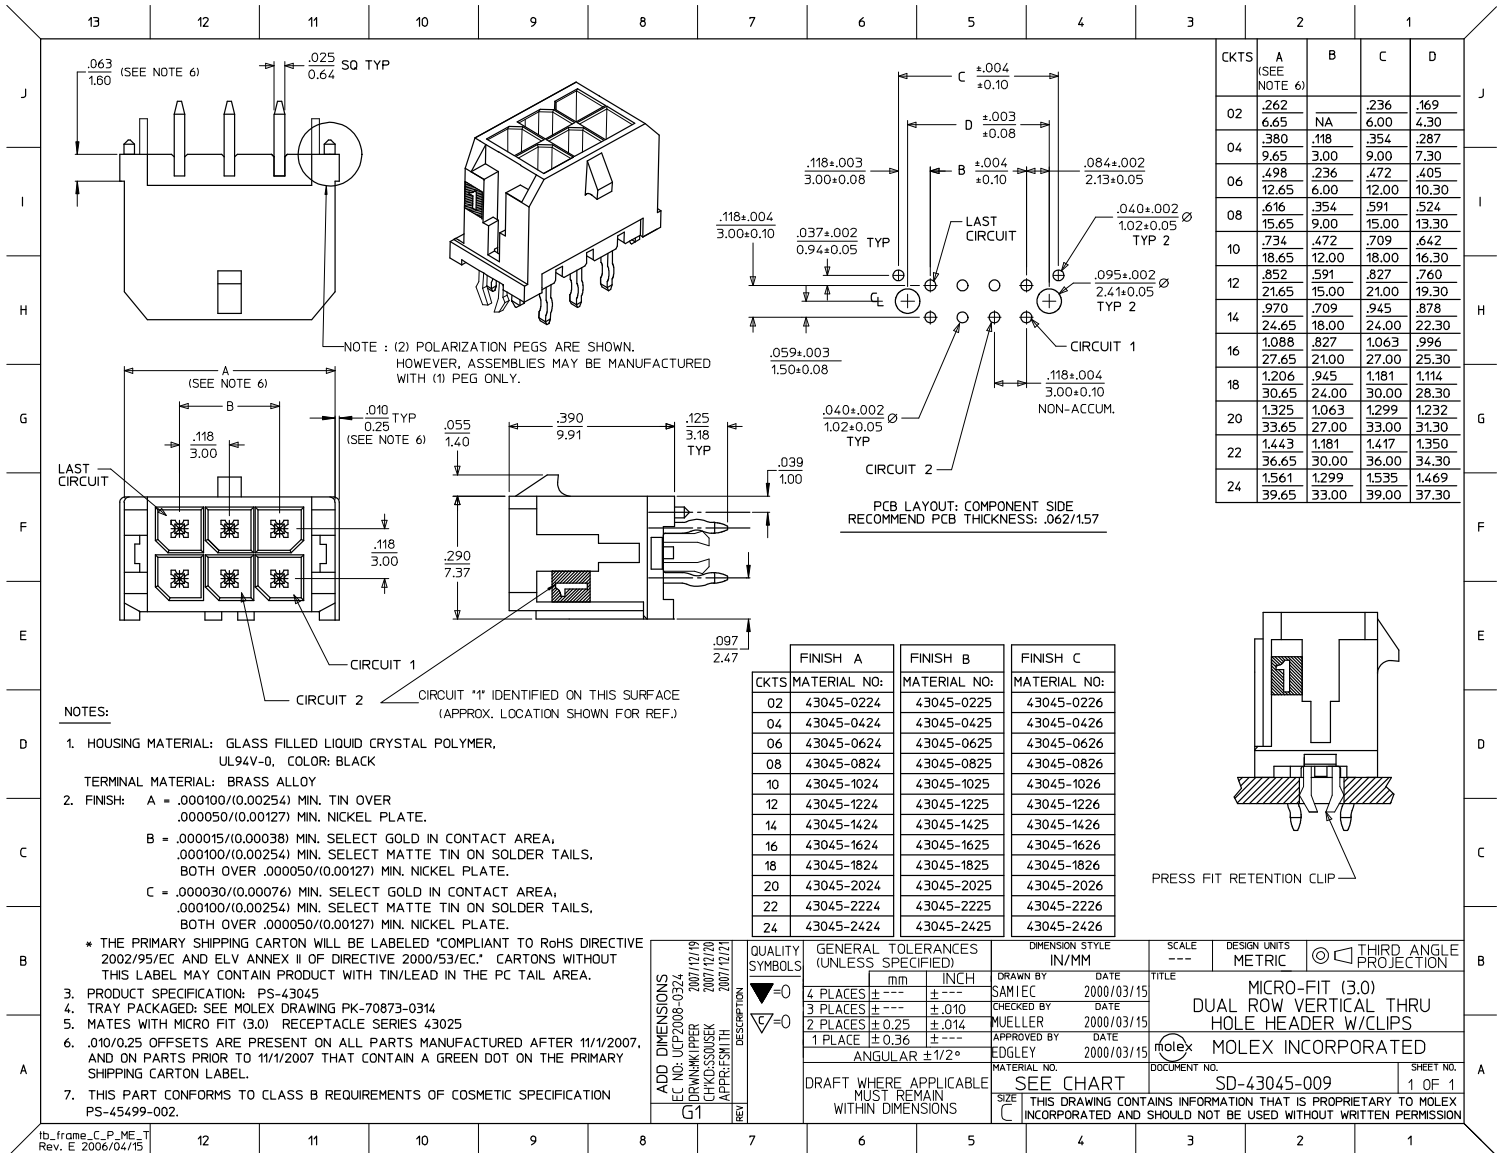 13 12 11 10 9 8 7 6 5 4 3 2 1
J
I
H
G
F
E
D
C
B
A
.063
1.60
(SEE NOTE 6)
.025
0.64
SQ TYP
1
NOTE : (2) POLARIZATION PEGS ARE SHOWN.
HOWEVER, ASSEMBLIES MAY BE MANUFACTURED
WITH (1) PEG ONLY.
C ±.004
±0.10
D ±.003
±0.08
.118±.003
3.00±0.08
B ±.004
±0.10
.084±.002
2.13±0.05
.118±.004
3.00±0.10
.037±.002
0.94±0.05
TYP
LAST
CIRCUIT
.040±.002
1.02±0.05
Ø
TYP 2
.095±.002
2.41±0.05
Ø
TYP 2
CL
.059±.003
1.50±0.08
CIRCUIT 1
.118±.004
3.00±0.10
NON-ACCUM.
.040±.002
1.02±0.05
Ø
TYP
CIRCUIT 2
PCB LAYOUT: COMPONENT SIDE
RECOMMEND PCB THICKNESS: .062/1.57
CKTS A (SEE NOTE 6) B C D
02 .262 .236 .169
6.65 NA 6.00 4.30
04 .380 .118 .354 .287
9.65 3.00 9.00 7.30
06 .498 .236 .472 .405
12.65 6.00 12.00 10.30
08 .616 .354 .591 .524
15.65 9.00 15.00 13.30
10 .734 .472 .709 .642
18.65 12.00 18.00 16.30
12 .852 .591 .827 .760
21.65 15.00 21.00 19.30
14 .970 .709 .945 .878
24.65 18.00 24.00 22.30
16 1.088 .827 1.063 .996
27.65 21.00 27.00 25.30
18 1.206 .945 1.181 1.114
30.65 24.00 30.00 28.30
20 1.325 1.063 1.299 1.232
33.65 27.00 33.00 31.30
22 1.443 1.181 1.417 1.350
36.65 30.00 36.00 34.30
24 1.561 1.299 1.535 1.469
39.65 33.00 39.00 37.30
A
(SEE NOTE 6)
B
.118
3.00
.010
0.25
TYP
(SEE NOTE 6)
LAST
CIRCUIT
.118
3.00
CIRCUIT 1
CIRCUIT 2
.055
1.40
.390
9.91
.125
3.18
TYP
.039
1.00
.290
7.37
1
.097
2.47
CIRCUIT "1" IDENTIFIED ON THIS SURFACE
(APPROX. LOCATION SHOWN FOR REF.)
1
PRESS FIT RETENTION CLIP
FINISH A FINISH B FINISH C
CKTS MATERIAL NO: MATERIAL NO: MATERIAL NO:
02 43045-0224 43045-0225 43045-0226
04 43045-0424 43045-0425 43045-0426
06 43045-0624 43045-0625 43045-0626
08 43045-0824 43045-0825 43045-0826
10 43045-1024 43045-1025 43045-1026
12 43045-1224 43045-1225 43045-1226
14 43045-1424 43045-1425 43045-1426
16 43045-1624 43045-1625 43045-1626
18 43045-1824 43045-1825 43045-1826
20 43045-2024 43045-2025 43045-2026
22 43045-2224 43045-2225 43045-2226
24 43045-2424 43045-2425 43045-2426
NOTES:
1. HOUSING MATERIAL: GLASS FILLED LIQUID CRYSTAL POLYMER,
UL94V-0, COLOR: BLACK
TERMINAL MATERIAL: BRASS ALLOY
2. FINISH: A = .000100/(0.00254) MIN. TIN OVER
.000050/(0.00127) MIN. NICKEL PLATE.
B = .000015/(0.00038) MIN. SELECT GOLD IN CONTACT AREA,
.000100/(0.00254) MIN. SELECT MATTE TIN ON SOLDER TAILS,
BOTH OVER .000050/(0.00127) MIN. NICKEL PLATE.
C = .000030/(0.00076) MIN. SELECT GOLD IN CONTACT AREA,
.000100/(0.00254) MIN. SELECT MATTE TIN ON SOLDER TAILS,
BOTH OVER .000050/(0.00127) MIN. NICKEL PLATE.
* THE PRIMARY SHIPPING CARTON WILL BE LABELED "COMPLIANT TO RoHS DIRECTIVE
2002/95/EC AND ELV ANNEX II OF DIRECTIVE 2000/53/EC." CARTONS WITHOUT
THIS LABEL MAY CONTAIN PRODUCT WITH TIN/LEAD IN THE PC TAIL AREA.
3. PRODUCT SPECIFICATION: PS-43045
4. TRAY PACKAGED: SEE MOLEX DRAWING PK-70873-0314
5. MATES WITH MICRO FIT (3.0) RECEPTACLE SERIES 43025
6. .010/0.25 OFFSETS ARE PRESENT ON ALL PARTS MANUFACTURED AFTER 11/1/2007,
AND ON PARTS PRIOR TO 11/1/2007 THAT CONTAIN A GREEN DOT ON THE PRIMARY
SHIPPING CARTON LABEL.
7. THIS PART CONFORMS TO CLASS B REQUIREMENTS OF COSMETIC SPECIFICATION
PS-45499-002.
ADD DIMENSIONS
EC NO: UCP2008-0324
DRWN:MKIPPER 2007/12/19
CH'KD:SSOUSEK 2007/12/20
APPR:FSMITH 2007/12/21
G1
REV DESCRIPTION
QUALITY
SYMBOLS
=0
C =0
GENERAL TOLERANCES
(UNLESS SPECIFIED)
mm INCH
4 PLACES ± --- ± ---
3 PLACES ± --- ± .010
2 PLACES ± 0.25 ± .014
1 PLACE ± 0.36 ± ---
ANGULAR ±1/2°
DRAFT WHERE APPLICABLE
MUST REMAIN
WITHIN DIMENSIONS
DIMENSION STYLE
IN/MM
SCALE
---
DESIGN UNITS
METRIC
THIRD ANGLE
PROJECTION
DRAWN BY DATE
SAMIEC 2000/03/15
CHECKED BY DATE
MUELLER 2000/03/15
APPROVED BY DATE
EDGLEY 2000/03/15
TITLE
MICRO-FIT (3.0)
DUAL ROW VERTICAL THRU
HOLE HEADER W/CLIPS
molex MOLEX INCORPORATED
MATERIAL NO.
SEE CHART
DOCUMENT NO.
SD-43045-009
SHEET NO.
1 OF 1
SIZE
C
THIS DRAWING CONTAINS INFORMATION THAT IS PROPRIETARY TO MOLEX
INCORPORATED AND SHOULD NOT BE USED WITHOUT WRITTEN PERMISSION
tb_frame_C_P_ME_T
Rev. E 2006/04/15
12 11 10 9 8 7 6 5 4 3 2 1
J
I
H
G
F
E
D
C
B
A